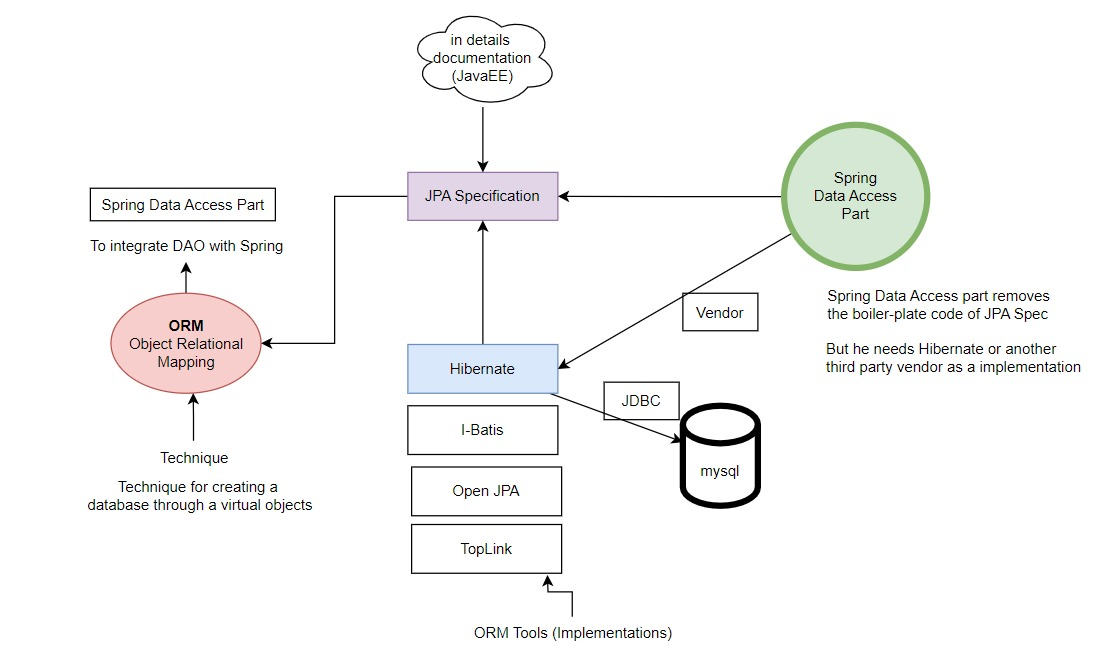 in details
documentation
(JavaEE)
JPA Specification
Spring
Data Access
Part
Spring Data Access Part
To integrate DAO with Spring
ORM
Object Relational
Mapping
Technique
Technique for creating a
database through a virtual objects
Vendor
Spring Data Access part removes
the boiler-plate code of JPA Spec
But he needs Hibernate or another
third party vendor as a implementation
Hibernate
JDBC
I-Batis
mysql
Open JPA
TopLink
ORM Tools (Implementations)